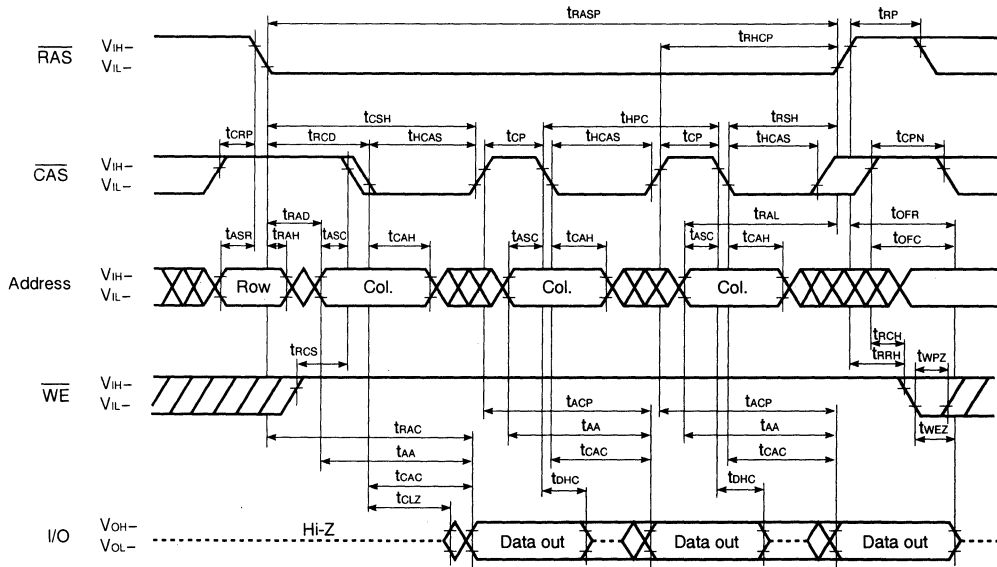 tRASP tRP
RAS VIH– VIL– tRHCP
tCSH tHPC tRSH
tCRP tRCD tHCAS tCP tHCAS tCP tHCAS tCPN
CAS VIH– VIL–
tRAD tRAL tOFR
tASR tRAH tASC tCAH tASC tCAH tASC tCAH tOFC
Address VIH– VIL– Row Col. Col. Col.
tRCS tRCH tRRH tWPZ
WE VIH– VIL–
tACP tACP tWEZ
tRAC tAA tAA
tAA tCAC tCAC
tCAC tDHC tDHC
tCLZ
I/O VOH– VOL– Hi-Z Data out Data out Data out